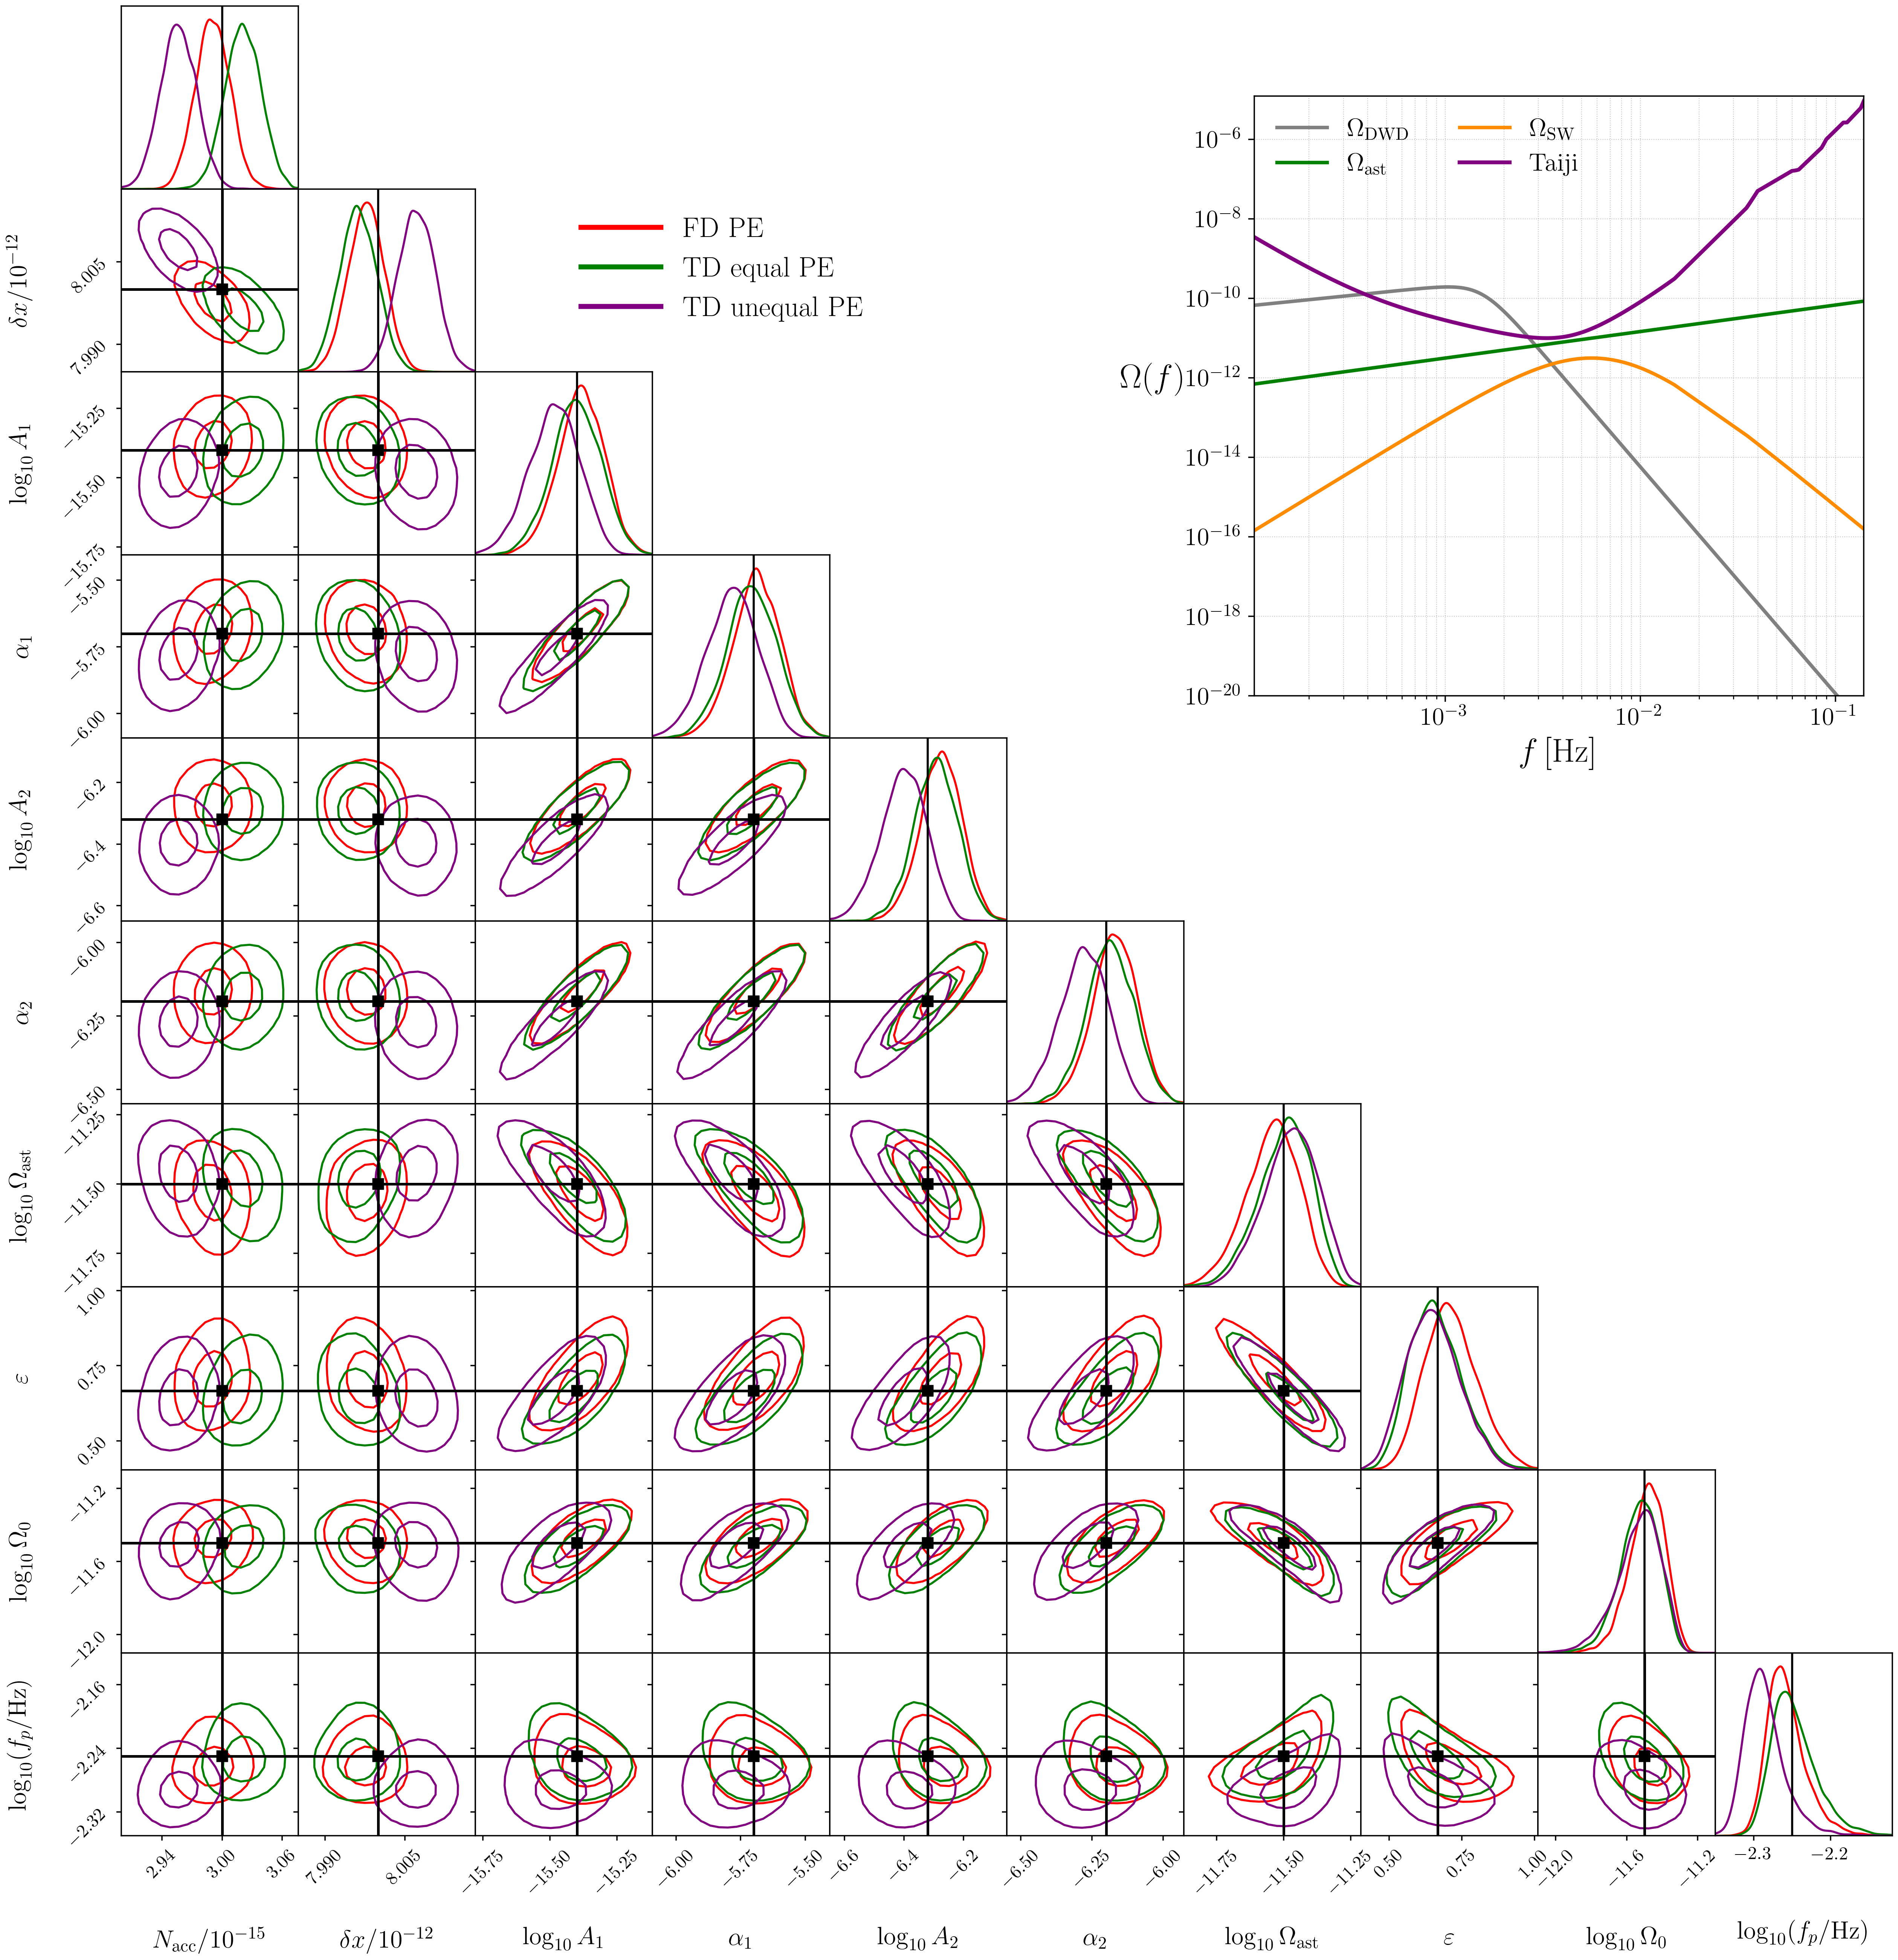 Ω_DWD
Ω_ast
Ω_SW
Taiji
10⁻⁶
10⁻⁸
10⁻¹⁰
10⁻¹²
10⁻¹⁴
10⁻¹⁶
10⁻¹⁸
10⁻²⁰
Ω(f)
10⁻³
10⁻²
10⁻¹
f [Hz]
FD PE
TD equal PE
TD unequal PE
δx/10⁻¹²
8.005
7.990
log₁₀ A₁
−15.25
−15.50
−15.75
α₁
−5.50
−5.75
−6.00
log₁₀ A₂
−6.2
−6.4
−6.6
α₂
−6.00
−6.25
−6.50
log₁₀ Ω_ast
−11.25
−11.50
−11.75
ε
1.00
0.75
0.50
log₁₀ Ω₀
−11.2
−11.6
−12.0
log₁₀(f_p/Hz)
−2.16
−2.24
−2.32
2.94 3.00 3.06
7.990 8.005
−15.75 −15.50 −15.25
−6.00 −5.75 −5.50
−6.6 −6.4 −6.2
−6.50 −6.25 −6.00
−11.75 −11.50 −11.25
0.50 0.75 1.00
−12.0 −11.6 −11.2
−2.3 −2.2
N_acc/10⁻¹⁵
δx/10⁻¹²
log₁₀ A₁
α₁
log₁₀ A₂
α₂
log₁₀ Ω_ast
ε
log₁₀ Ω₀
log₁₀(f_p/Hz)